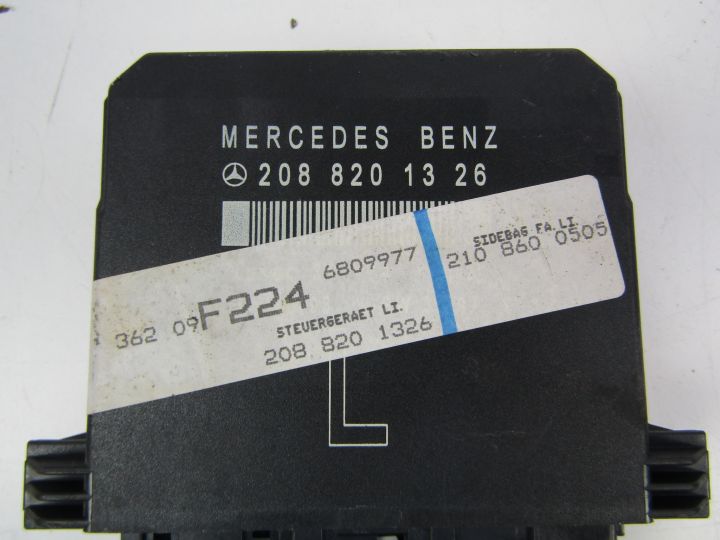 MERCEDES BENZ
208 820 13 26
6809977
SIDEBAG FA.LI.
210 860 0505
362 09 F224
STEUERGERAET LI.
208 820 1326
L